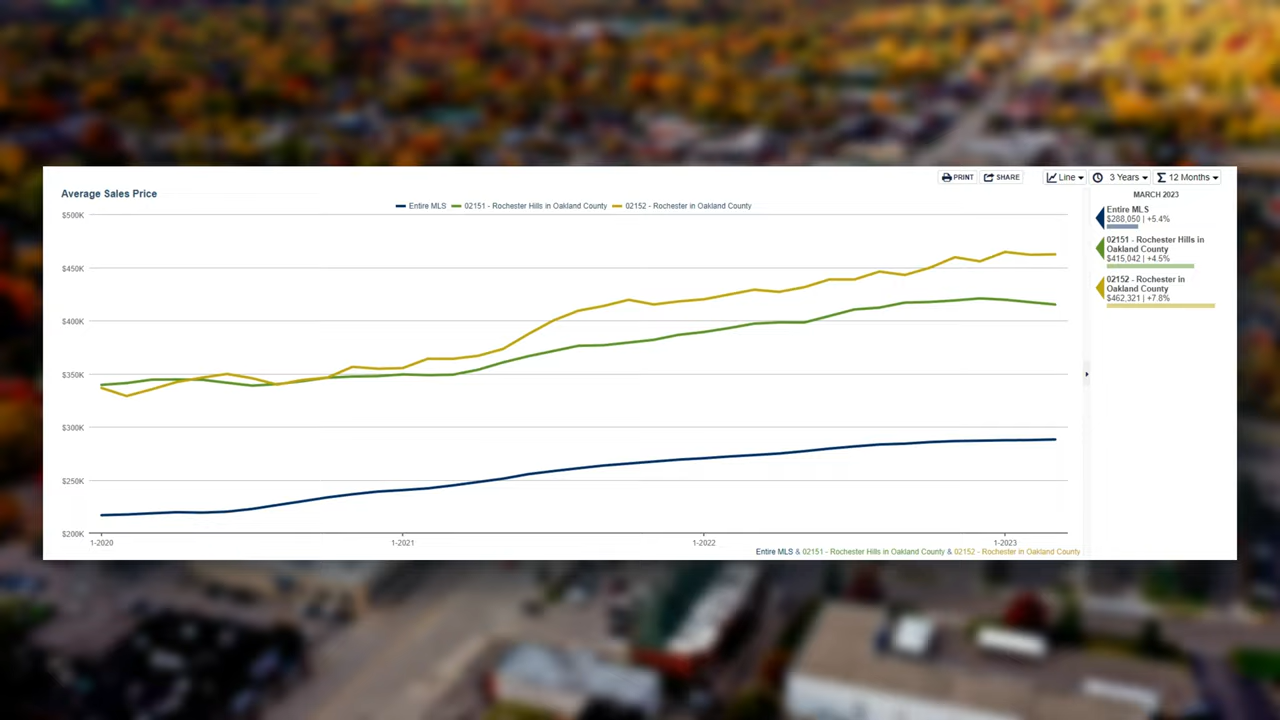 PRINT SHARE Line 3 Years 12 Months
Average Sales Price
MARCH 2023
Entire MLS 02151 - Rochester Hills in Oakland County 02152 - Rochester in Oakland County
$500K
$450K
$400K
$350K
$300K
$250K
$200K
1-2020 1-2021 1-2022 1-2023
Entire MLS & 02151 - Rochester Hills in Oakland County & 02152 - Rochester in Oakland County
Entire MLS
$288,050 | +5.4%
02151 - Rochester Hills in
Oakland County
$415,042 | +4.5%
02152 - Rochester in
Oakland County
$462,321 | +7.8%